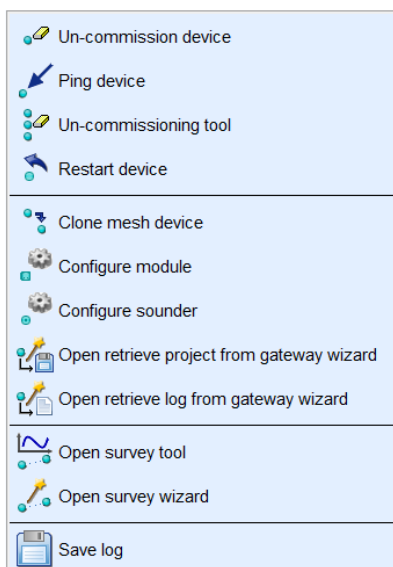 Un-commission device
Ping device
Un-commissioning tool
Restart device
Clone mesh device
Configure module
Configure sounder
Open retrieve project from gateway wizard
Open retrieve log from gateway wizard
Open survey tool
Open survey wizard
Save log